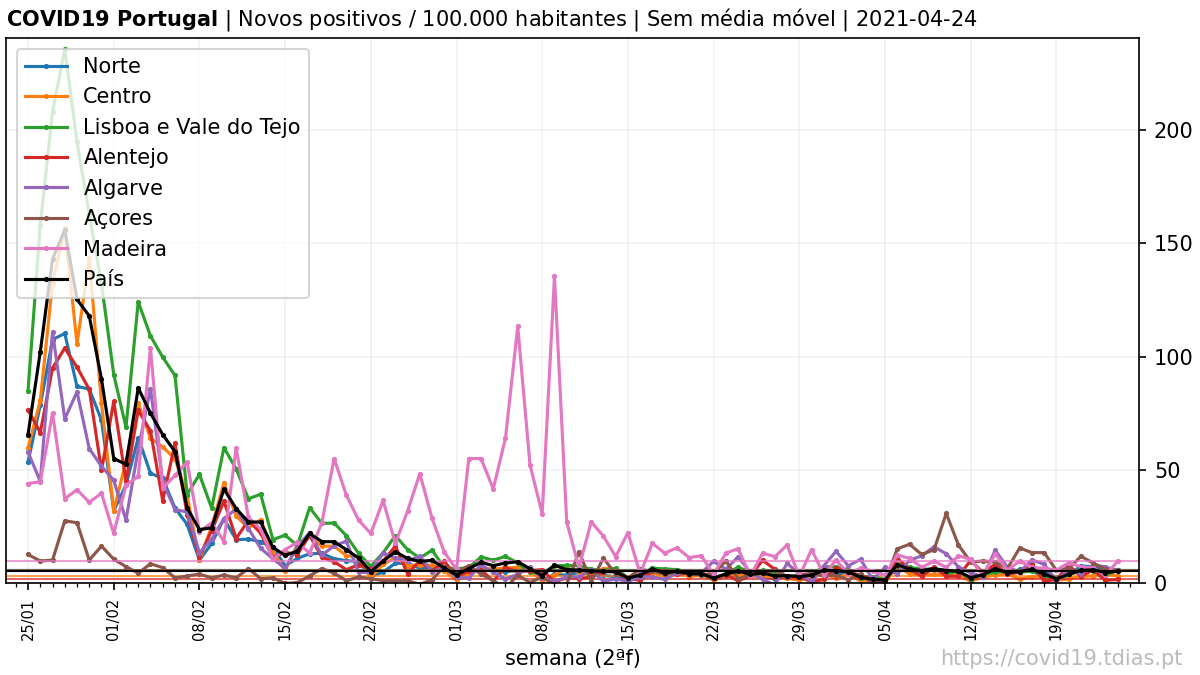 COVID19 Portugal | Novos positivos / 100.000 habitantes | Sem média móvel | 2021-04-24
Norte
Centro
Lisboa e Vale do Tejo
Alentejo
Algarve
Açores
Madeira
País
200
150
100
50
0
25/01
01/02
08/02
15/02
22/02
01/03
08/03
15/03
22/03
29/03
05/04
12/04
19/04
semana (2ªf)
https://covid19.tdias.pt